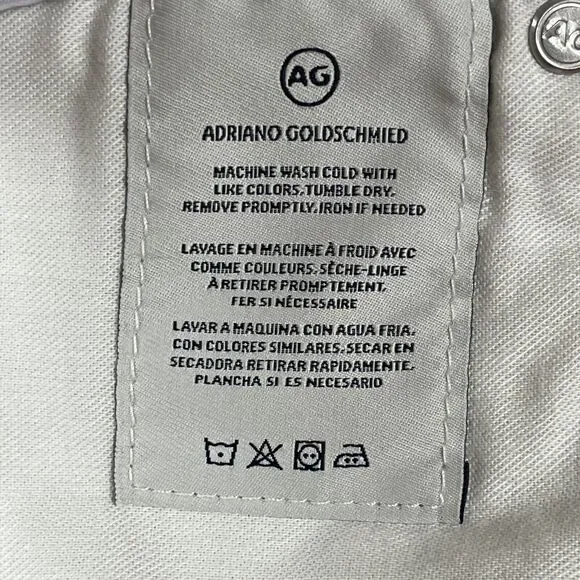 AG
AG
ADRIANO GOLDSCHMIED
MACHINE WASH COLD WITH
LIKE COLORS. TUMBLE DRY.
REMOVE PROMPTLY. IRON IF NEEDED
LAVAGE EN MACHINE À FROID AVEC
COMME COULEURS. SÈCHE-LINGE
À RETIRER PROMPTEMENT.
FER SI NÉCESSAIRE
LAVAR A MAQUINA CON AGUA FRIA.
CON COLORES SIMILARES. SECAR EN
SECADORA RETIRAR RAPIDAMENTE.
PLANCHA SI ES NECESARIO